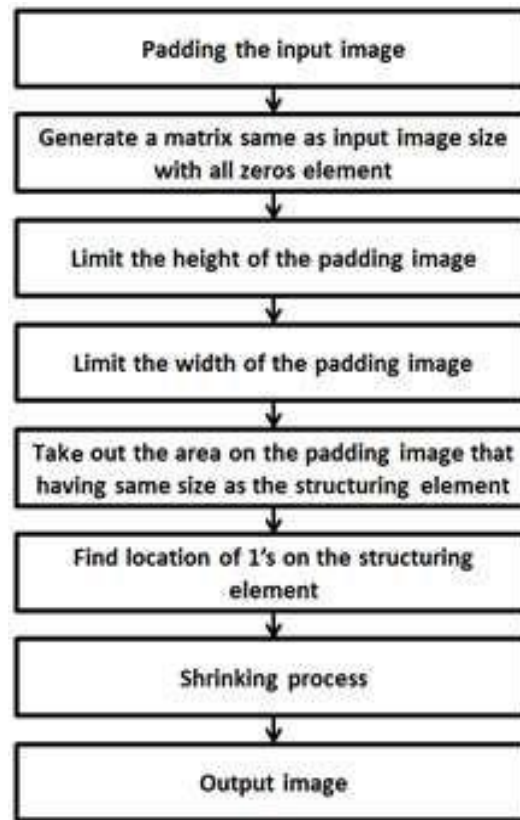 Padding the input image
Generate a matrix same as input image size
with all zeros element
Limit the height of the padding image
Limit the width of the padding image
Take out the area on the padding image that
having same size as the structuring element
Find location of 1's on the structuring
element
Shrinking process
Output image